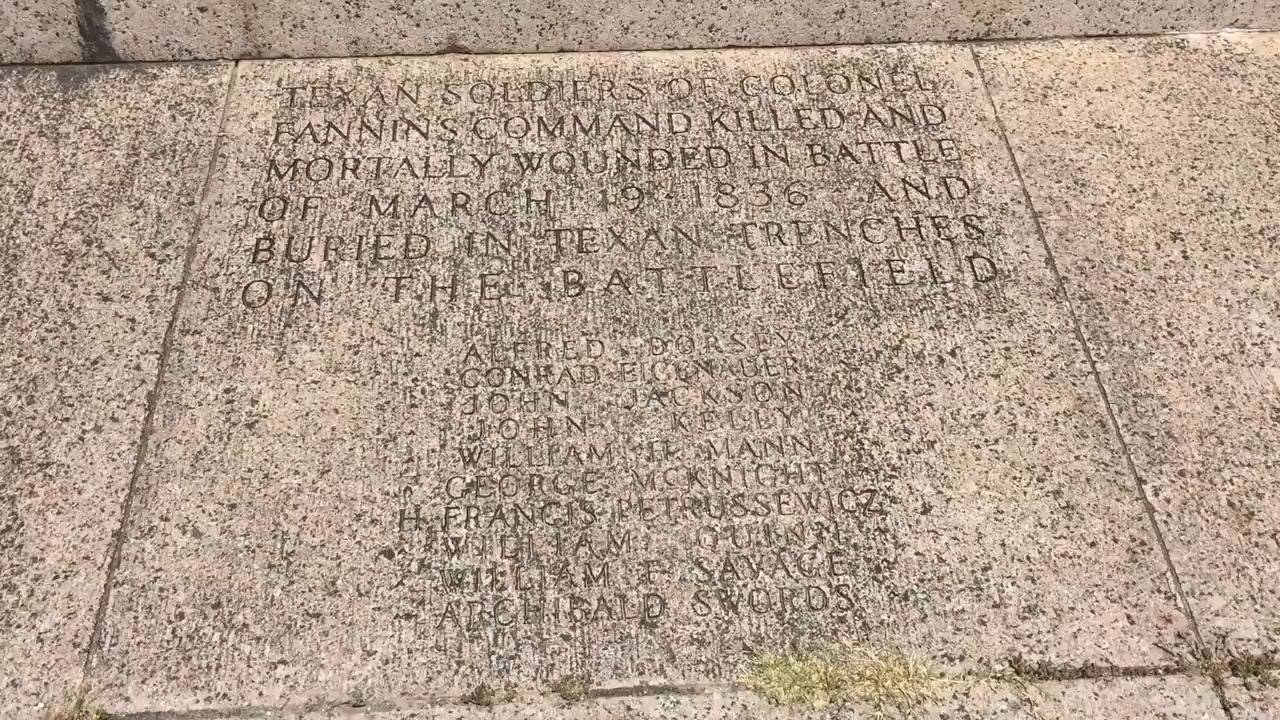 TEXAN SOLDIERS OF COLONEL
FANNINS COMMAND KILLED AND
MORTALLY WOUNDED IN BATTLE
OF MARCH 19 · 1836 AND
BURIED IN TEXAN TRENCHES
ON THE BATTLEFIELD
ALFRED DORSEY
CONRAD EIGENAUER
JOHN JACKSON
JOHN KELLY
WILLIAM H MANN
GEORGE MCKNIGHT
H FRANCIS PETRUSSEWICZ
WILLIAM QUINN
WILLIAM F SAVAGE
ARCHIBALD SWORDS